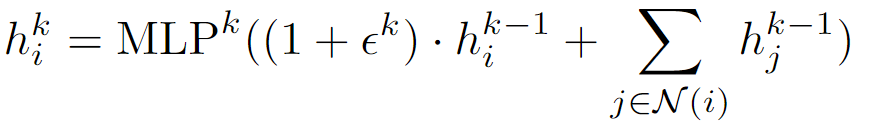 h_i^k = MLP^k((1 + ϵ^k) · h_i^{k−1} + ∑_{j∈𝒩(i)} h_j^{k−1})